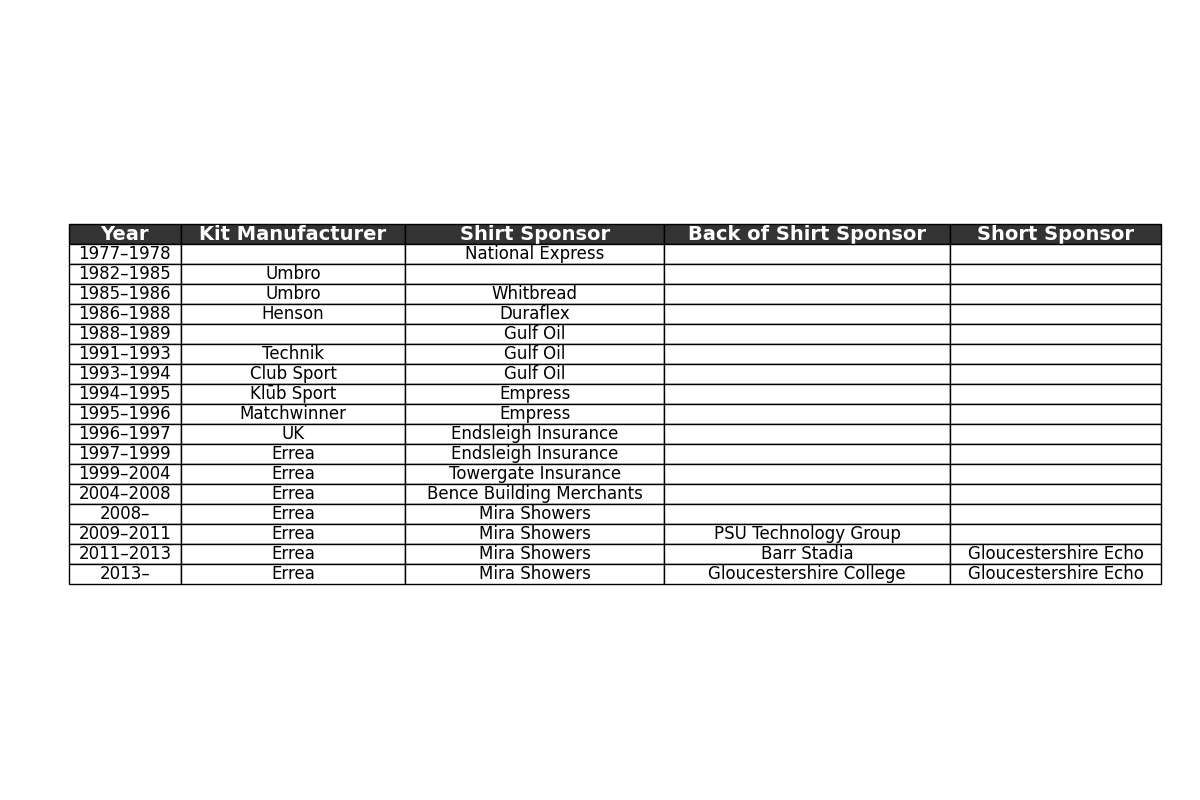 Year Kit Manufacturer Shirt Sponsor Back of Shirt Sponsor Short Sponsor
1977–1978 National Express
1982–1985 Umbro
1985–1986 Umbro Whitbread
1986–1988 Henson Duraflex
1988–1989 Gulf Oil
1991–1993 Technik Gulf Oil
1993–1994 Club Sport Gulf Oil
1994–1995 Klūb Sport Empress
1995–1996 Matchwinner Empress
1996–1997 UK Endsleigh Insurance
1997–1999 Errea Endsleigh Insurance
1999–2004 Errea Towergate Insurance
2004–2008 Errea Bence Building Merchants
2008– Errea Mira Showers
2009–2011 Errea Mira Showers PSU Technology Group
2011–2013 Errea Mira Showers Barr Stadia Gloucestershire Echo
2013– Errea Mira Showers Gloucestershire College Gloucestershire Echo